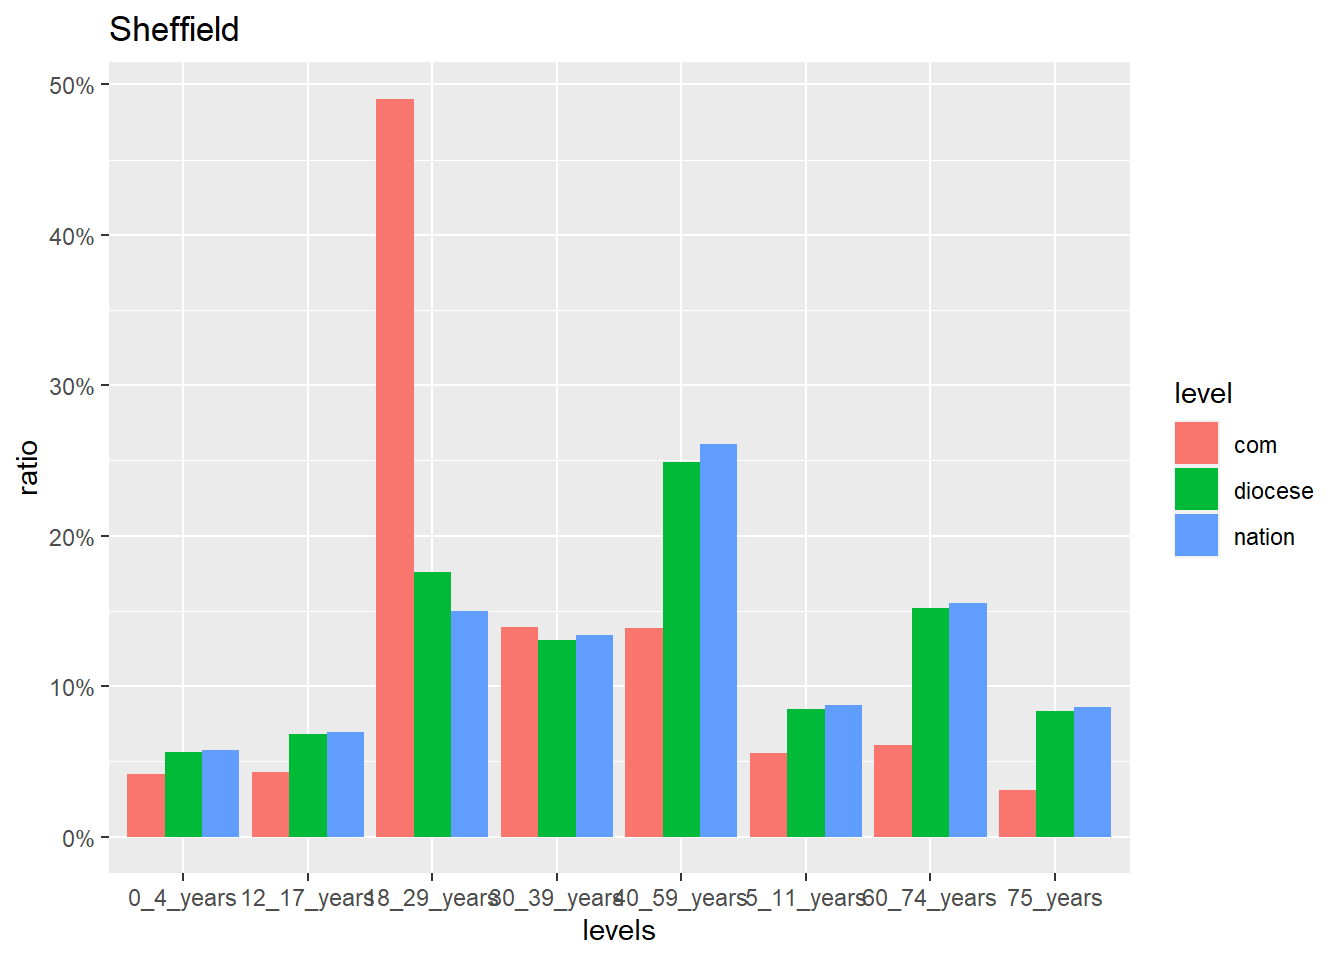 Sheffield
50%
40%
30%
20%
10%
0%
ratio
0_4_years 12_17_years 18_29_years 30_39_years 40_59_years 5_11_years 60_74_years 75_years
levels
level
com
diocese
nation